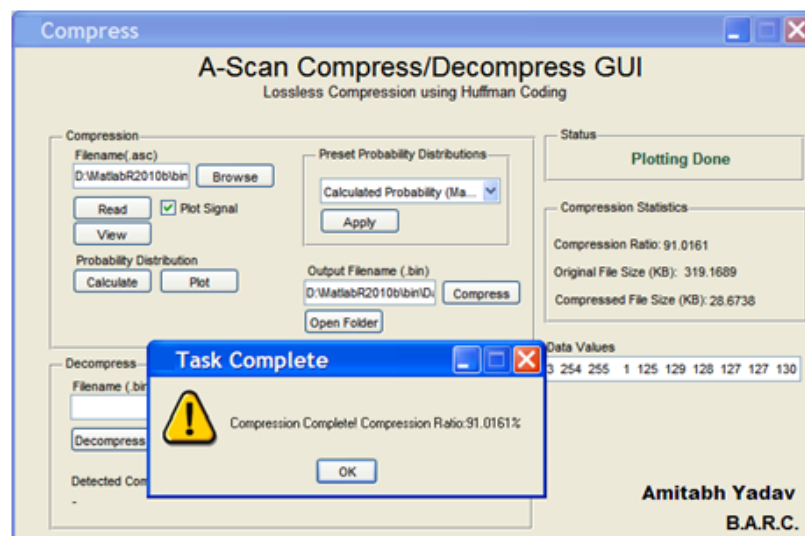 Compress
A-Scan Compress/Decompress GUI
Lossless Compression using Huffman Coding
Compression
Filename(.asc)
D:\MatlabR2010b\bin
Browse
Read
Plot Signal
View
Probability Distribution
Calculate
Plot
Preset Probability Distributions
Calculated Probability (Ma...
Apply
Output Filename (.bin)
D:\MatlabR2010b\bin\D
Compress
Open Folder
Status
Plotting Done
Compression Statistics
Compression Ratio: 91.0161
Original File Size (KB): 319.1689
Compressed File Size (KB): 28.6738
Data Values
3 254 255 1 125 129 128 127 127 130
Decompress
Filename (.bin
Decompress
Detected Com
-
Task Complete
Compression Complete! Compression Ratio:91.0161%
OK
Amitabh Yadav
B.A.R.C.